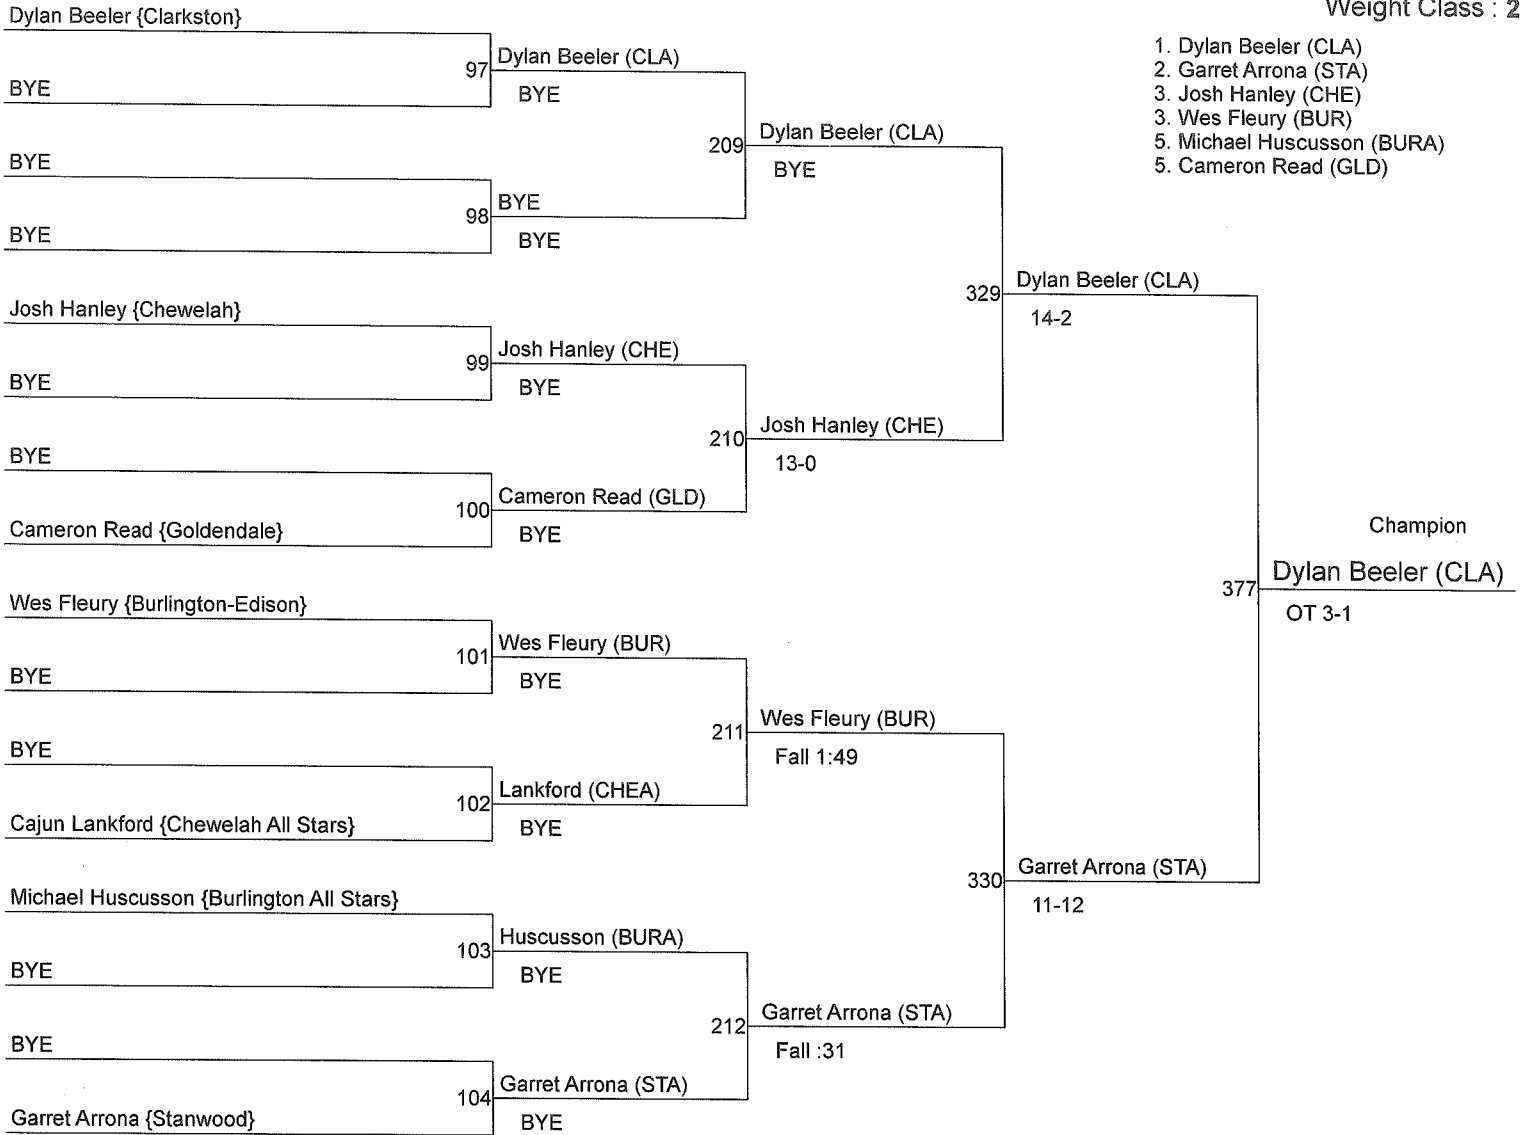 Weight Class : 2
1. Dylan Beeler (CLA)
2. Garret Arrona (STA)
3. Josh Hanley (CHE)
3. Wes Fleury (BUR)
5. Michael Huscusson (BURA)
5. Cameron Read (GLD)
Dylan Beeler {Clarkston}
BYE
BYE
BYE
Josh Hanley {Chewelah}
BYE
BYE
Cameron Read {Goldendale}
Wes Fleury {Burlington-Edison}
BYE
BYE
Cajun Lankford {Chewelah All Stars}
Michael Huscusson {Burlington All Stars}
BYE
BYE
Garret Arrona {Stanwood}
97
Dylan Beeler (CLA)
BYE
98
BYE
BYE
99
Josh Hanley (CHE)
BYE
100
Cameron Read (GLD)
BYE
101
Wes Fleury (BUR)
BYE
102
Lankford (CHEA)
BYE
103
Huscusson (BURA)
BYE
104
Garret Arrona (STA)
BYE
209
Dylan Beeler (CLA)
BYE
210
Josh Hanley (CHE)
13-0
211
Wes Fleury (BUR)
Fall 1:49
212
Garret Arrona (STA)
Fall :31
329
Dylan Beeler (CLA)
14-2
330
Garret Arrona (STA)
11-12
Champion
377
Dylan Beeler (CLA)
OT 3-1